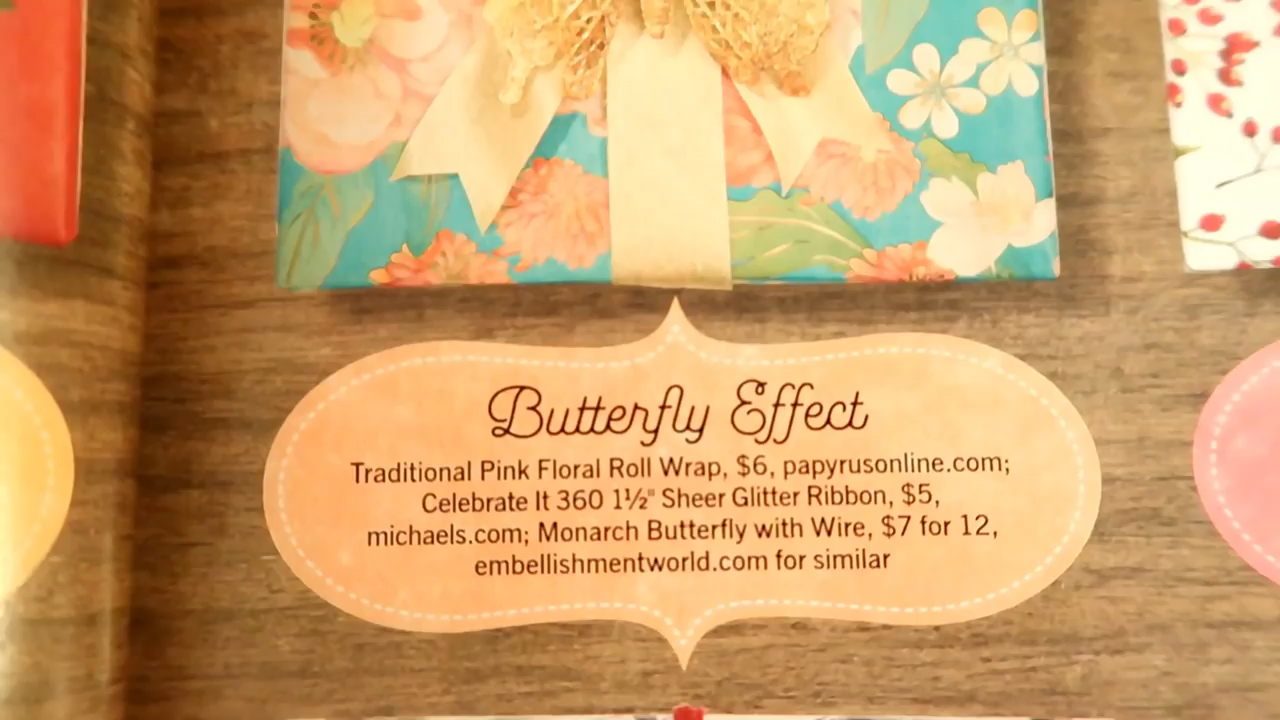 Butterfly Effect
Traditional Pink Floral Roll Wrap, $6, papyrusonline.com;
Celebrate It 360 1½" Sheer Glitter Ribbon, $5,
michaels.com; Monarch Butterfly with Wire, $7 for 12,
embellishmentworld.com for similar